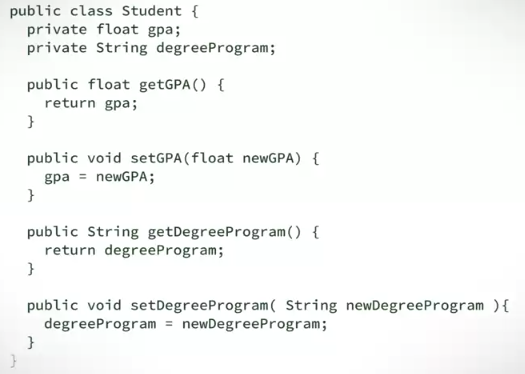 public class Student {
private float gpa;
private String degreeProgram;
public float getGPA() {
return gpa;
}
public void setGPA(float newGPA) {
gpa = newGPA;
}
public String getDegreeProgram() {
return degreeProgram;
}
public void setDegreeProgram( String newDegreeProgram ){
degreeProgram = newDegreeProgram;
}
}